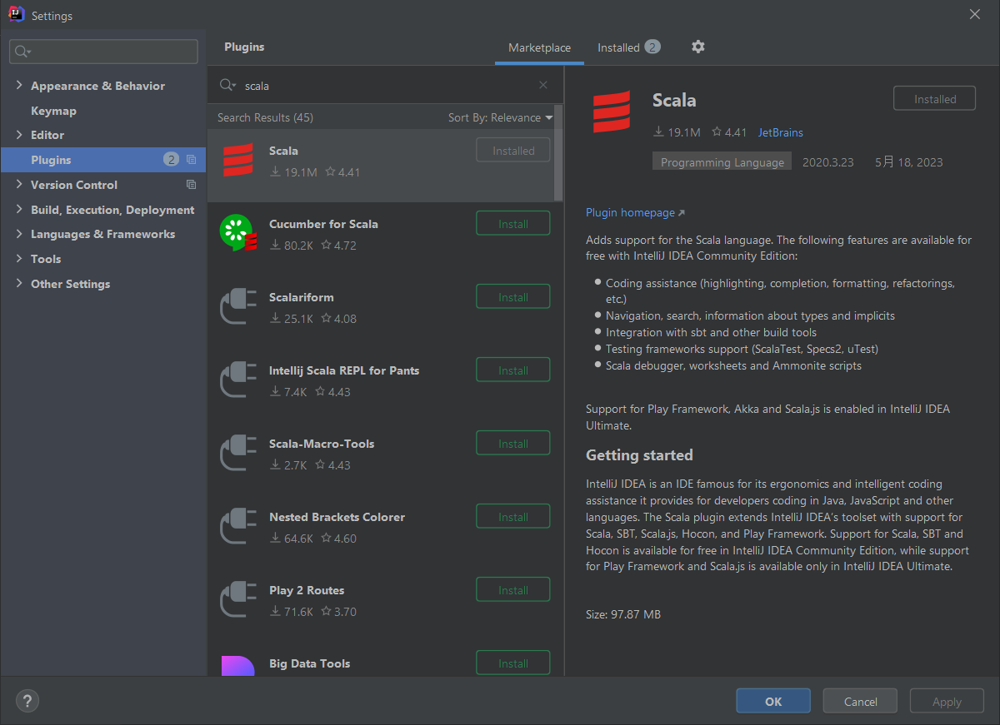 Settings
Plugins
Marketplace
Installed 2
Appearance & Behavior
Keymap
Editor
Plugins 2
Version Control
Build, Execution, Deployment
Languages & Frameworks
Tools
Other Settings
scala
Search Results (45)
Sort By: Relevance
Scala
19.1M 4.41
Installed
Cucumber for Scala
80.2K 4.72
Install
Scalariform
25.1K 4.08
Install
Intellij Scala REPL for Pants
7.4K 4.43
Install
Scala-Macro-Tools
2.7K 4.43
Install
Nested Brackets Colorer
64.6K 4.60
Install
Play 2 Routes
71.6K 3.70
Install
Big Data Tools
Install
Scala
Installed
19.1M 4.41 JetBrains
Programming Language 2020.3.23 5月 18, 2023
Plugin homepage
Adds support for the Scala language. The following features are available for
free with IntelliJ IDEA Community Edition:
Coding assistance (highlighting, completion, formatting, refactorings,
etc.)
Navigation, search, information about types and implicits
Integration with sbt and other build tools
Testing frameworks support (ScalaTest, Specs2, uTest)
Scala debugger, worksheets and Ammonite scripts
Support for Play Framework, Akka and Scala.js is enabled in IntelliJ IDEA
Ultimate.
Getting started
IntelliJ IDEA is an IDE famous for its ergonomics and intelligent coding
assistance it provides for developers coding in Java, JavaScript and other
languages. The Scala plugin extends IntelliJ IDEA's toolset with support for
Scala, SBT, Scala.js, Hocon, and Play Framework. Support for Scala, SBT and
Hocon is available for free in IntelliJ IDEA Community Edition, while support
for Play Framework and Scala.js is available only in IntelliJ IDEA Ultimate.
Size: 97.87 MB
?
OK
Cancel
Apply